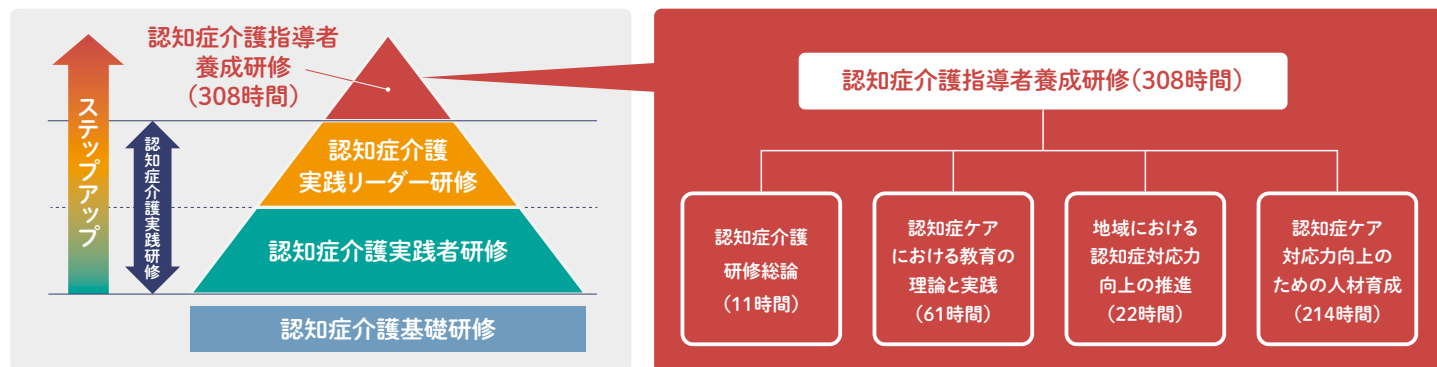 認知症介護指導者
養成研修
（308時間）
ステップアップ
認知症介護実践研修
認知症介護
実践リーダー研修
認知症介護実践者研修
認知症介護基礎研修
認知症介護指導者養成研修（308時間）
認知症介護
研修総論
（11時間）
認知症ケア
における教育の
理論と実践
（61時間）
地域における
認知症対応力
向上の推進
（22時間）
認知症ケア
対応力向上の
ための人材育成
（214時間）